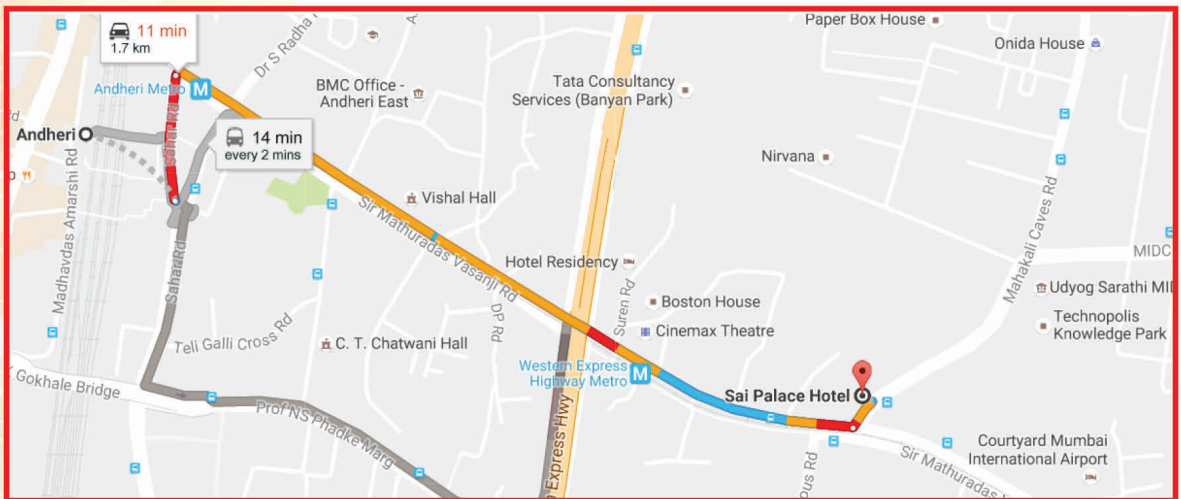 11 min
1.7 km
Andheri Metro
M
Dr S Radha
BMC Office -
Andheri East
Tata Consultancy
Services (Banyan Park)
Paper Box House
Onida House
Andheri
Sahar Rd
14 min
every 2 mins
Nirvana
Vishal Hall
Madhavdas Amarshi Rd
Sir Mathuradas Vasanji Rd
Sahar Rd
Hotel Residency
Mahakali Caves Rd
MIDC
Udyog Sarathi MI
Boston House
Suren Rd
DP Rd
Cinemax Theatre
Technopolis
Knowledge Park
Teli Galli Cross Rd
C. T. Chatwani Hall
Western Express
Highway Metro
M
Gokhale Bridge
Sai Palace Hotel
Prof NS Phadke Marg
Express Hwy
Courtyard Mumbai
International Airport
Sir Mathuradas
Rd